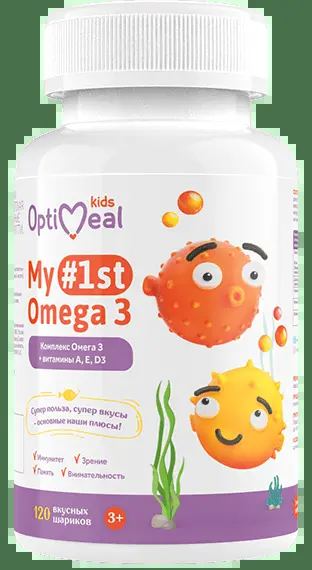 kids
OptiMeal
My #1st
Omega 3
Комплекс Омега 3
+ витамины А, Е, D3
Супер польза, супер вкусы
- основные наши плюсы!
Иммунитет Зрение
Память Внимательность
120 вкусных
шариков 3+